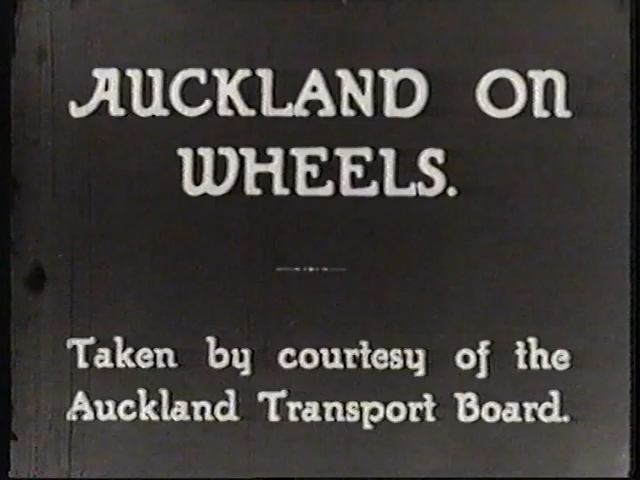 AUCKLAND ON
WHEELS.
Taken by courtesy of the
Auckland Transport Board.